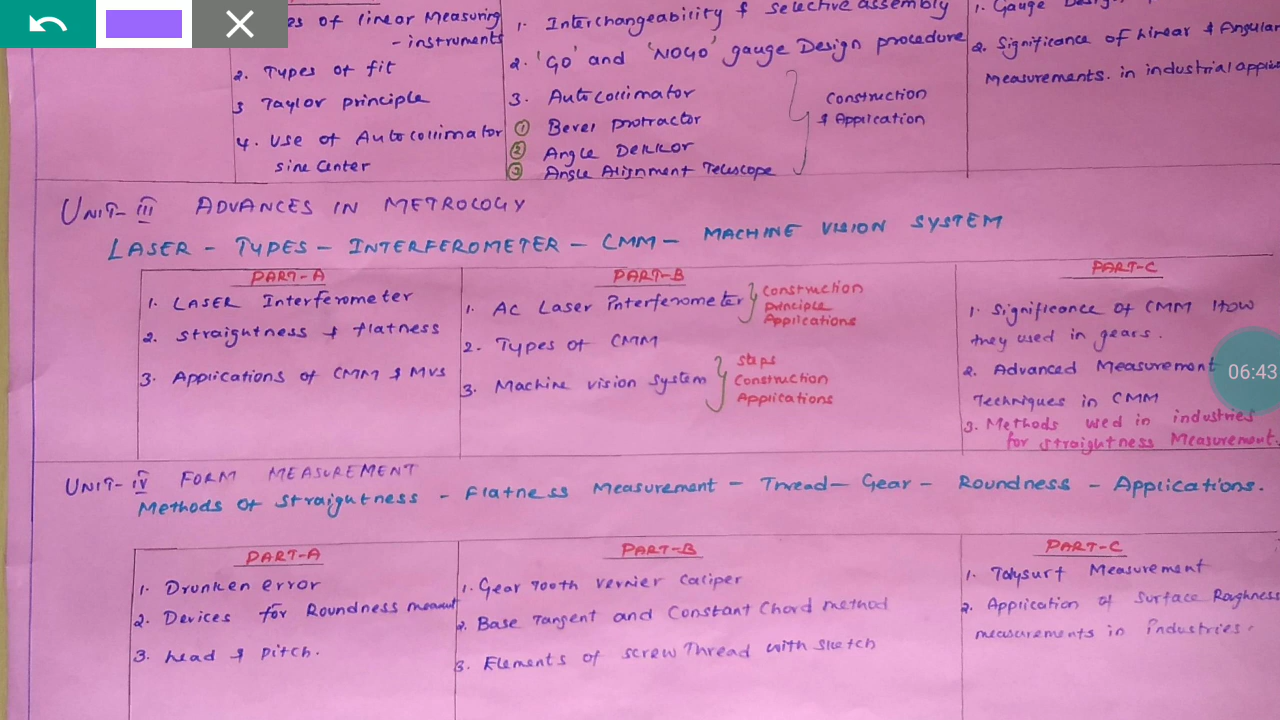 es of linear Measuring
- instruments
2. Types of fit
3 Taylor principle
4. Use of Autocollimator
sine center
1. Interchangeability & selective assembly
2. 'GO' and 'NOGO' gauge Design procedure
3. Autocollimator
① Bevel protractor
② Angle Dekkor
③ Angle Alignment Telescope
Construction
& Application
1. Gauge
2. Significance of Linear & Angular
Measurements. in industrial
UNIT-III ADVANCES IN METROLOGY
LASER - TYPES - INTERFEROMETER - CMM - MACHINE VISION SYSTEM
PART-A
1. LASER Interferometer
2. straightness & flatness
3. Applications of CMM & MVS
PART-B
1. AC Laser Interferometer
Construction
principle
Applications
2. Types of CMM
3. Machine vision System
Steps
Construction
Applications
PART-C
1. Significance of CMM How
they used in gears.
2. Advanced Measurement
Techniques in CMM
3. Methods used in industries
for straightness Measurement.
06:43
UNIT-IV FORM MEASUREMENT
Methods of Straightness - Flatness Measurement - Thread - Gear - Roundness - Applications.
PART-A
1. Drunken error
2. Devices for Roundness
3. head & pitch.
PART-B
1. Gear Tooth vernier caliper
2. Base Tangent and Constant Chord method
3. Elements of screw Thread with sketch
PART-C
1. Talysurf Measurement
2. Application of Surface Roughness
measurements in industries.